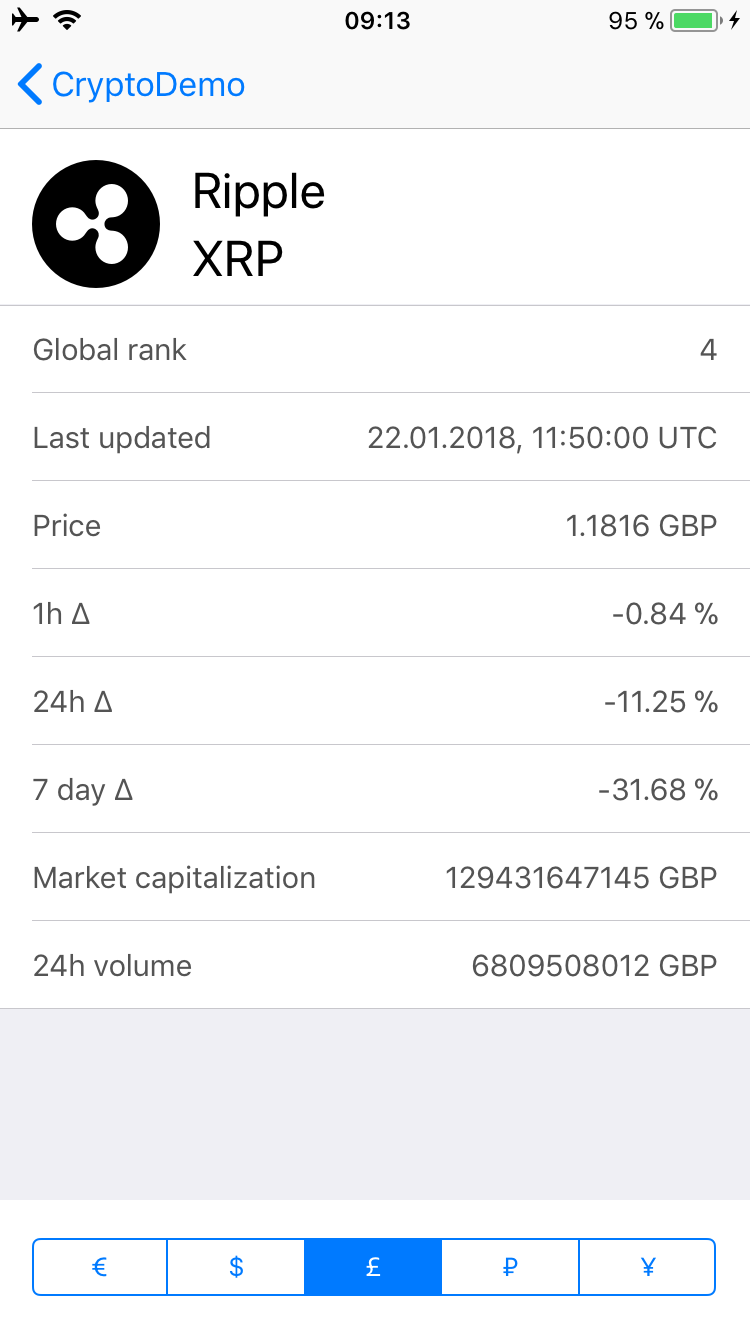 09:13 95 %
CryptoDemo
Ripple
XRP
Global rank 4
Last updated 22.01.2018, 11:50:00 UTC
Price 1.1816 GBP
1h Δ -0.84 %
24h Δ -11.25 %
7 day Δ -31.68 %
Market capitalization 129431647145 GBP
24h volume 6809508012 GBP
€ $ £ ₽ ¥